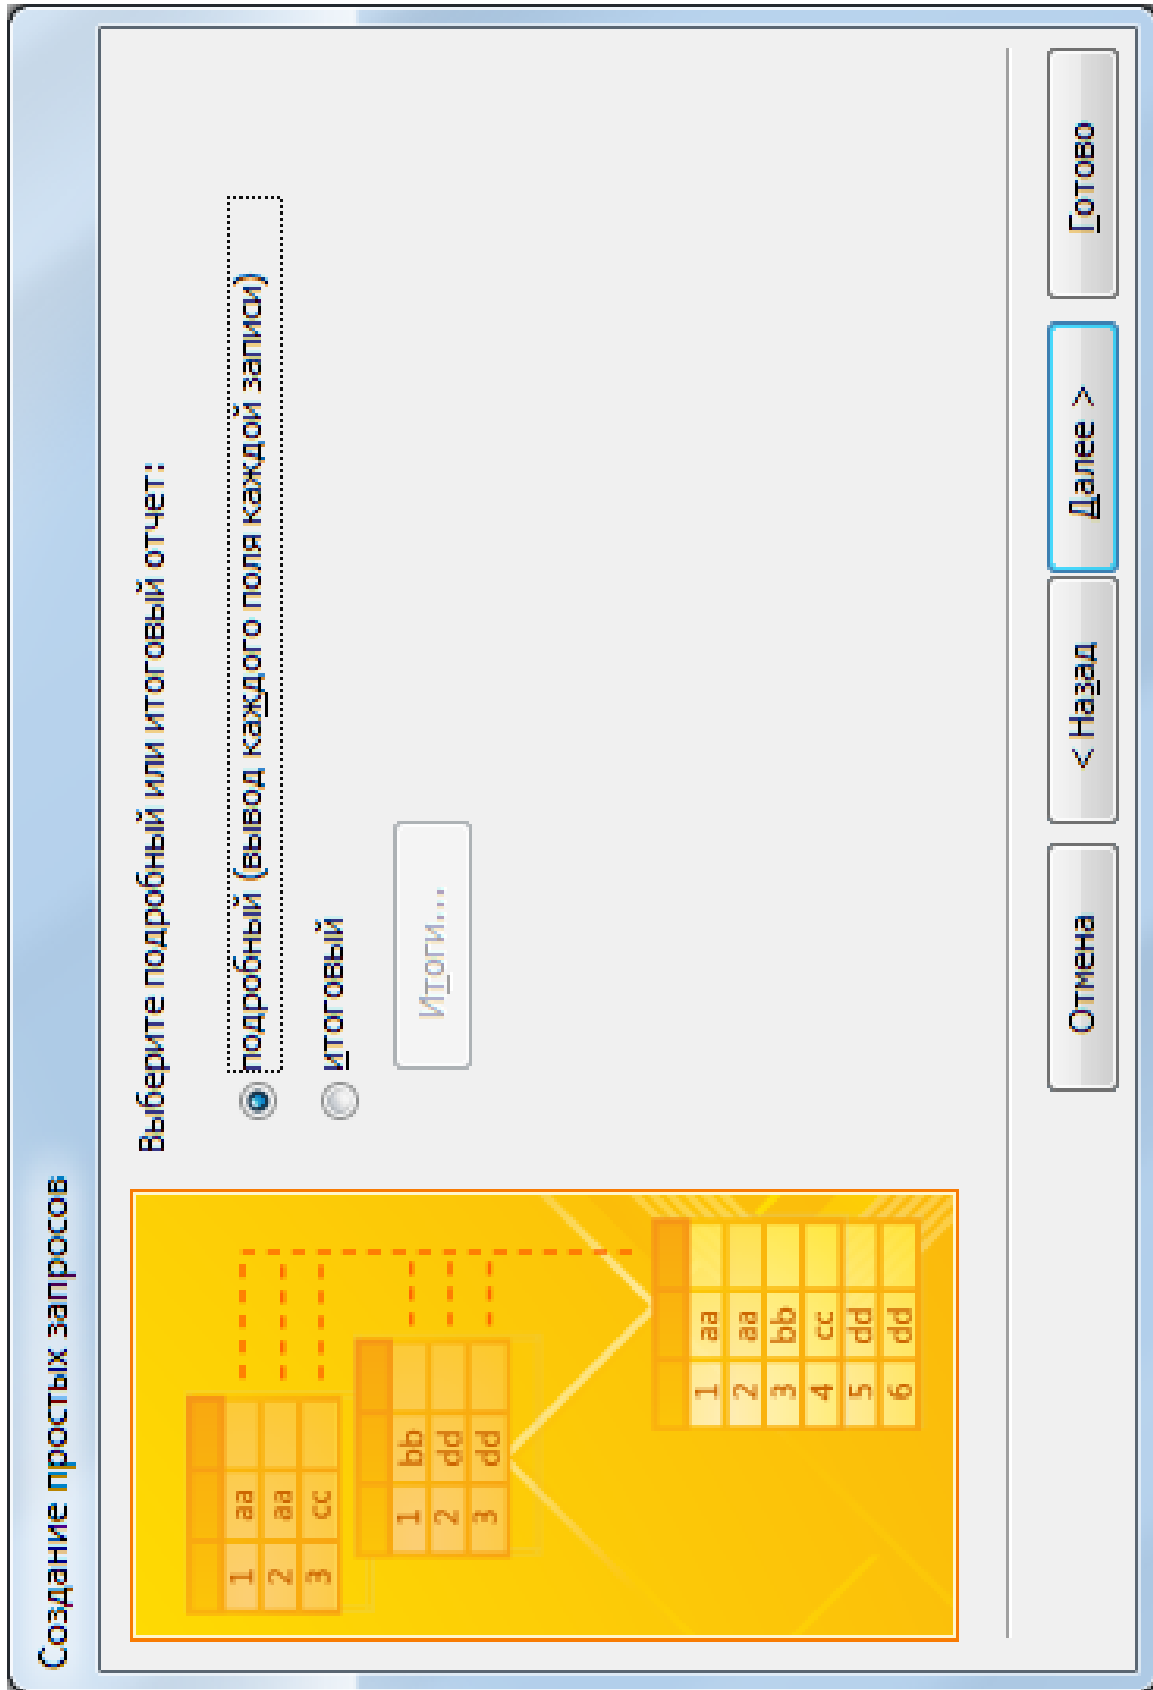 Создание простых запросов
Выберите подробный или итоговый отчет:
подробный (вывод каждого поля каждой записи)
итоговый
Итоги...
1 aa
2 aa
3 cc
1 bb
2 dd
3 dd
1 aa
2 aa
3 bb
4 cc
5 dd
6 dd
Отмена
< Назад
Далее >
Готово